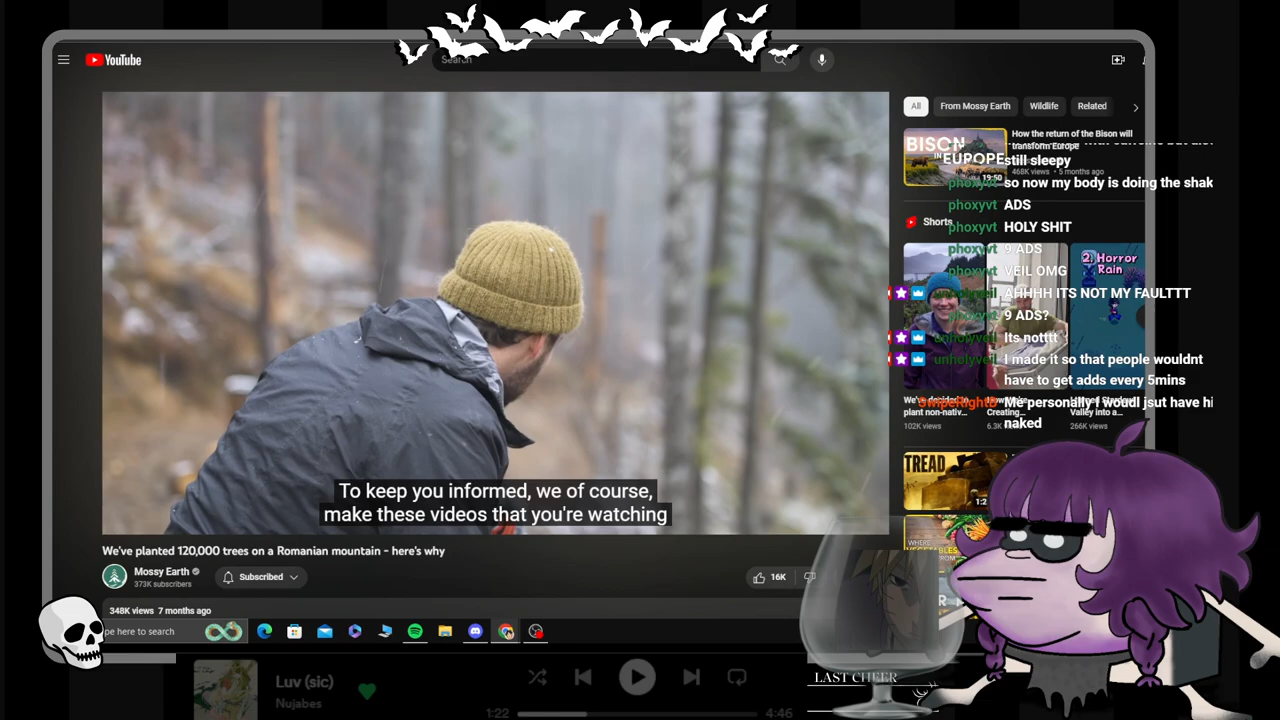 YouTube
Search
All
From Mossy Earth
Wildlife
Related
BISON
IN EUROPE
19:50
How the return of the Bison will
transform Europe
468K views • 5 months ago
still sleepy
phoxyvt so now my body is doing the shak
phoxyvt ADS
Shorts
phoxyvt HOLY SHIT
phoxyvt 9 ADS
phoxyvt VEIL OMG
2. Horror
Rain
unholyveil AHHHH ITS NOT MY FAULTTT
phoxyvt 9 ADS?
unholyveil Its notttt
unholyveil I made it so that people wouldnt
have to get adds every 5mins
SwipeRightB Me personally I woudl jsut have hi
naked
plant non-nativ...
102K views
Creating...
6.3K
Valley into a...
266K views
TREAD
1:2
WHERE
VEGETABLES
To keep you informed, we of course,
make these videos that you're watching
We've planted 120,000 trees on a Romanian mountain - here's why
Mossy Earth
373K subscribers
Subscribed
16K
348K views 7 months ago
pe here to search
Luv (sic)
Nujabes
1:22
4:46
LAST CHEER